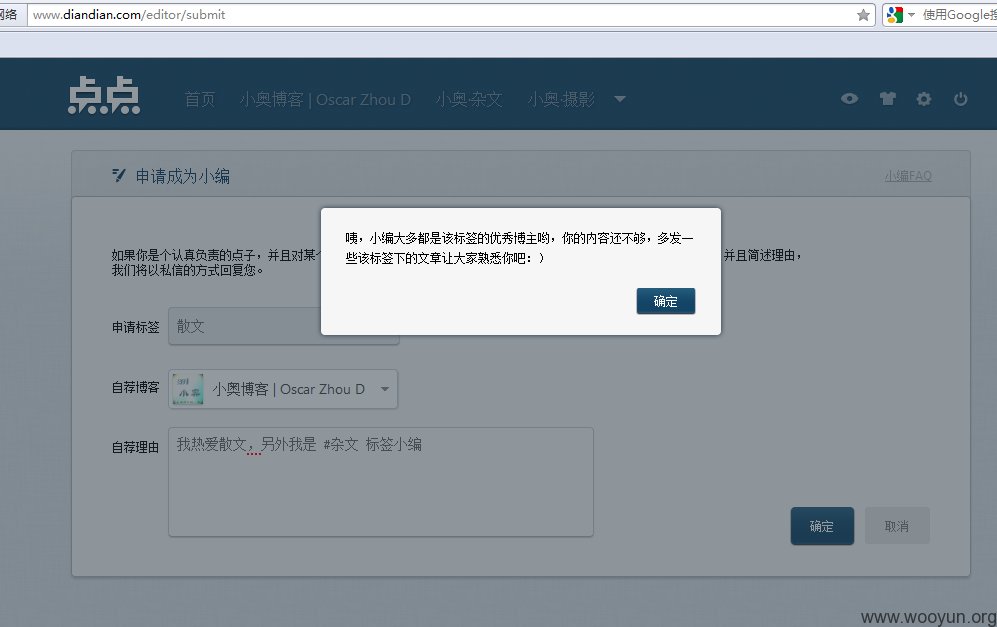 网络
www.diandian.com/editor/submit
使用Google搜
点点
首页
小奥博客 | Oscar Zhou D
小奥·杂文
小奥·摄影
申请成为小编
小编FAQ
咦，小编大多都是该标签的优秀博主哟，你的内容还不够，多发一
些该标签下的文章让大家熟悉你吧：）
确定
如果你是个认真负责的点子，并且对某个
并且简述理由，
我们将以私信的方式回复您。
申请标签
散文
自荐博客
小奥博客 | Oscar Zhou D
自荐理由
我热爱散文，另外我是 #杂文 标签小编
确定
取消
www.wooyun.org